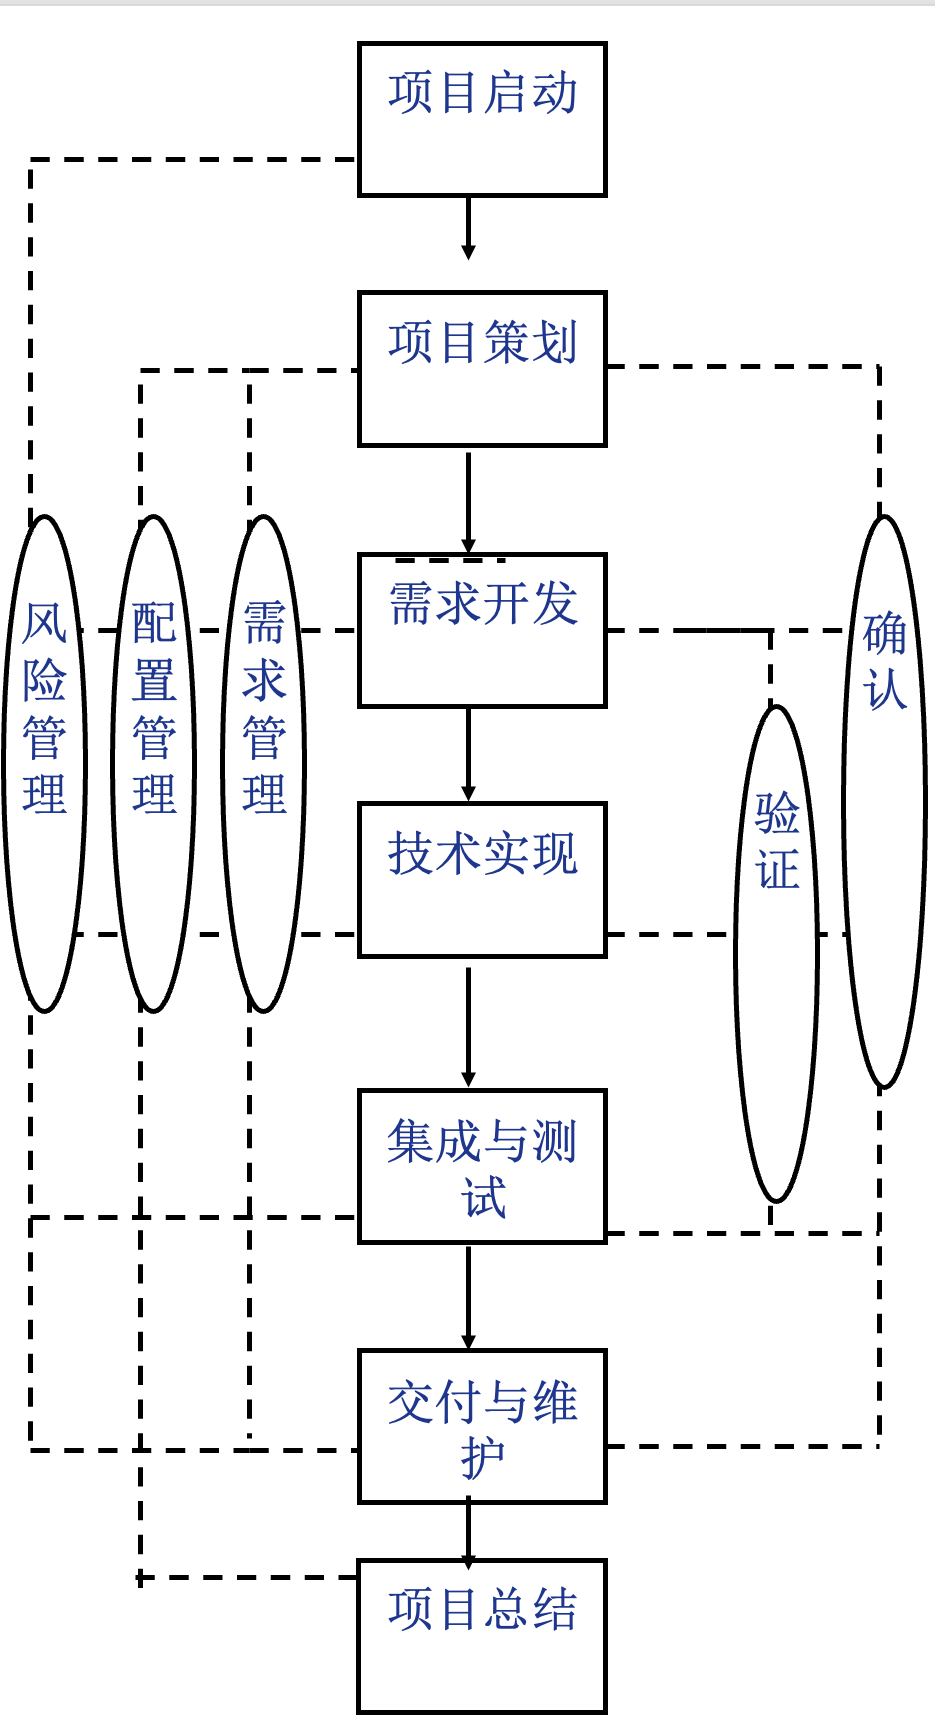 项目启动
项目策划
需求开发
风
险
管
理
配
置
管
理
需
求
管
理
确
认
验
证
技术实现
集成与测
试
交付与维
护
项目总结